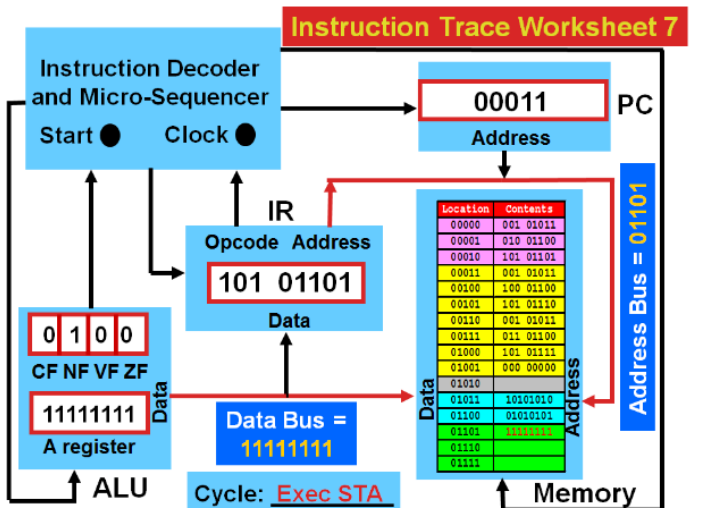 Instruction Trace Worksheet 7
Instruction Decoder
and Micro-Sequencer
Start
Clock
00011
PC
Address
IR
Opcode Address
101 01101
Data
0 1 0 0
CF NF VF ZF
11111111
A register
Data
ALU
Data Bus =
11111111
Cycle: Exec STA
Location Contents
00000 001 01011
00001 010 01100
00010 101 01101
00011 001 01011
00100 100 01100
00101 101 01110
00110 001 01011
00111 011 01100
01000 101 01111
01001 000 00000
01010
01011 10101010
01100 01010101
01101 11111111
01110
01111
Data
Address
Memory
Address Bus = 01101